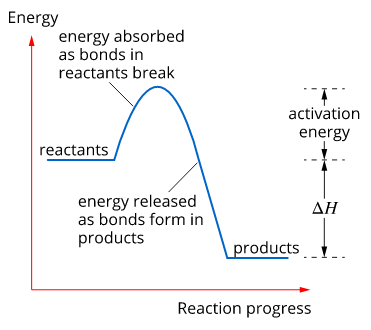 Energy
energy absorbed
as bonds in
reactants break
activation
energy
reactants
energy released
as bonds form in
products
ΔH
products
Reaction progress